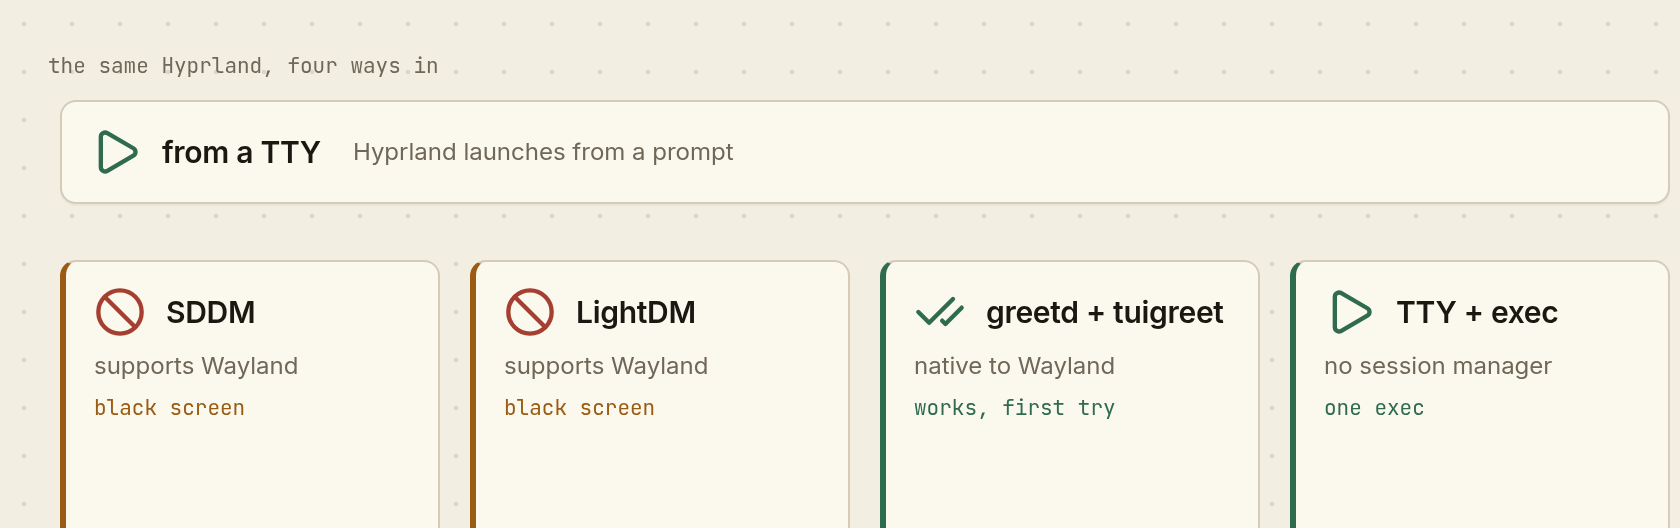 the same Hyprland, four ways in
from a TTY Hyprland launches from a prompt
SDDM
supports Wayland
black screen
LightDM
supports Wayland
black screen
greetd + tuigreet
native to Wayland
works, first try
TTY + exec
no session manager
one exec